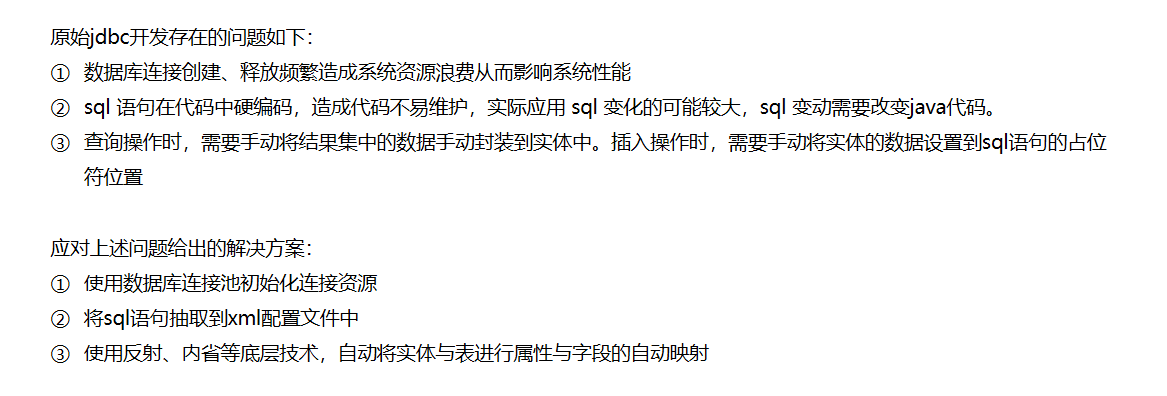 原始jdbc开发存在的问题如下：
① 数据库连接创建、释放频繁造成系统资源浪费从而影响系统性能
② sql 语句在代码中硬编码，造成代码不易维护，实际应用 sql 变化的可能较大，sql 变动需要改变java代码。
③ 查询操作时，需要手动将结果集中的数据手动封装到实体中。插入操作时，需要手动将实体的数据设置到sql语句的占位
符位置
应对上述问题给出的解决方案：
① 使用数据库连接池初始化连接资源
② 将sql语句抽取到xml配置文件中
③ 使用反射、内省等底层技术，自动将实体与表进行属性与字段的自动映射